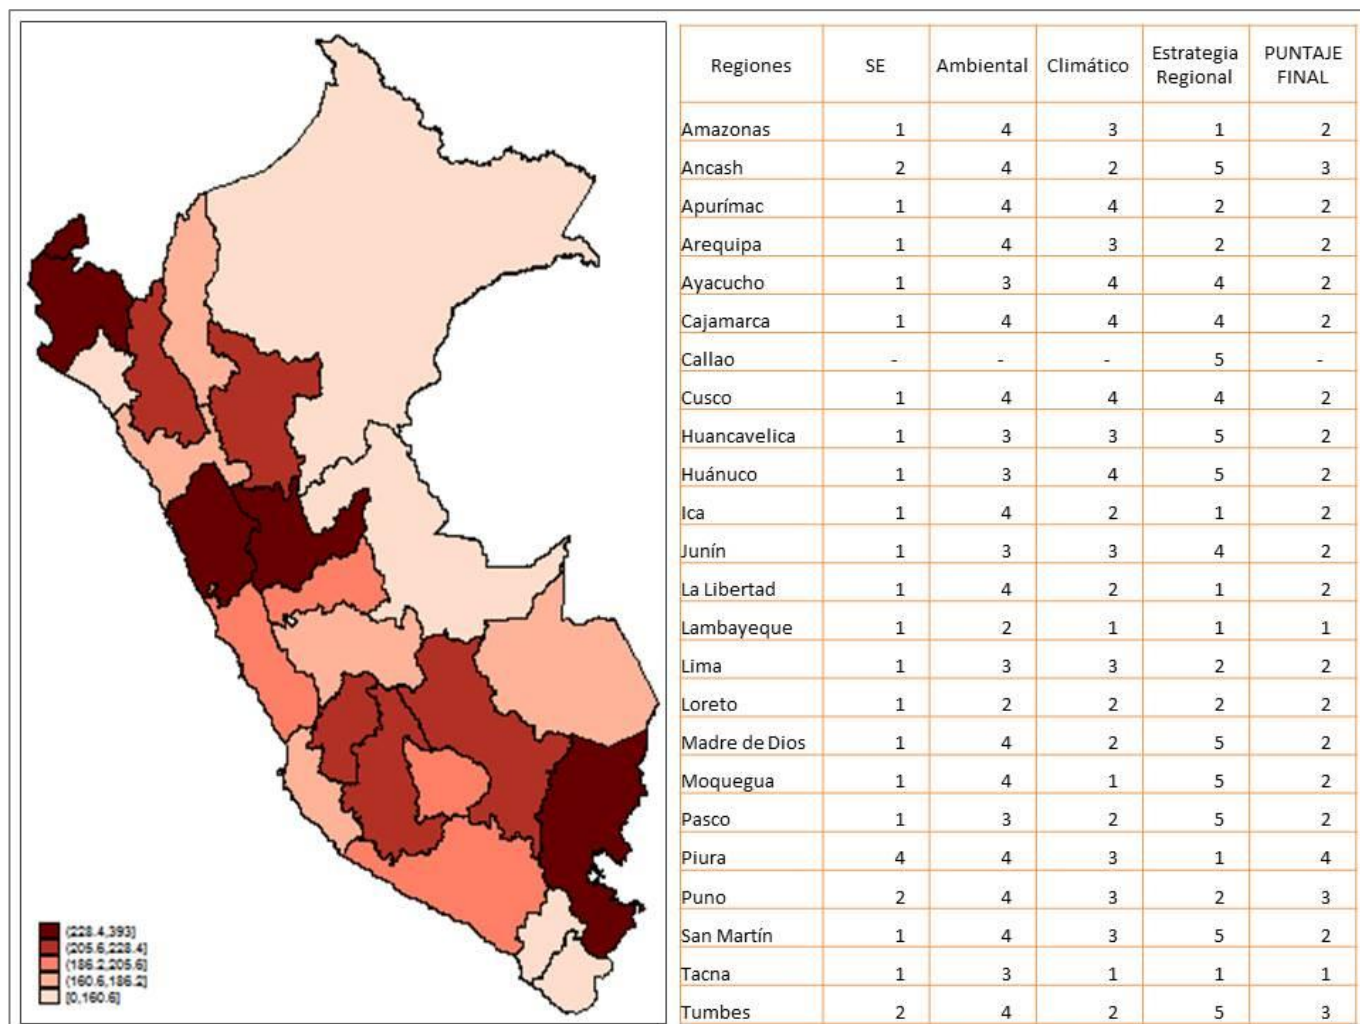 (228.4,393]
(205.6,228.4]
(186.2,205.6]
(160.6,186.2]
[0,160.6]
Regiones SE Ambiental Climático Estrategia Regional PUNTAJE FINAL
Amazonas 1 4 3 1 2
Ancash 2 4 2 5 3
Apurímac 1 4 4 2 2
Arequipa 1 4 3 2 2
Ayacucho 1 3 4 4 2
Cajamarca 1 4 4 4 2
Callao - - - 5 -
Cusco 1 4 4 4 2
Huancavelica 1 3 3 5 2
Huánuco 1 3 4 5 2
Ica 1 4 2 1 2
Junín 1 3 3 4 2
La Libertad 1 4 2 1 2
Lambayeque 1 2 1 1 1
Lima 1 3 3 2 2
Loreto 1 2 2 2 2
Madre de Dios 1 4 2 5 2
Moquegua 1 4 1 5 2
Pasco 1 3 2 5 2
Piura 4 4 3 1 4
Puno 2 4 3 2 3
San Martín 1 4 3 5 2
Tacna 1 3 1 1 1
Tumbes 2 4 2 5 3